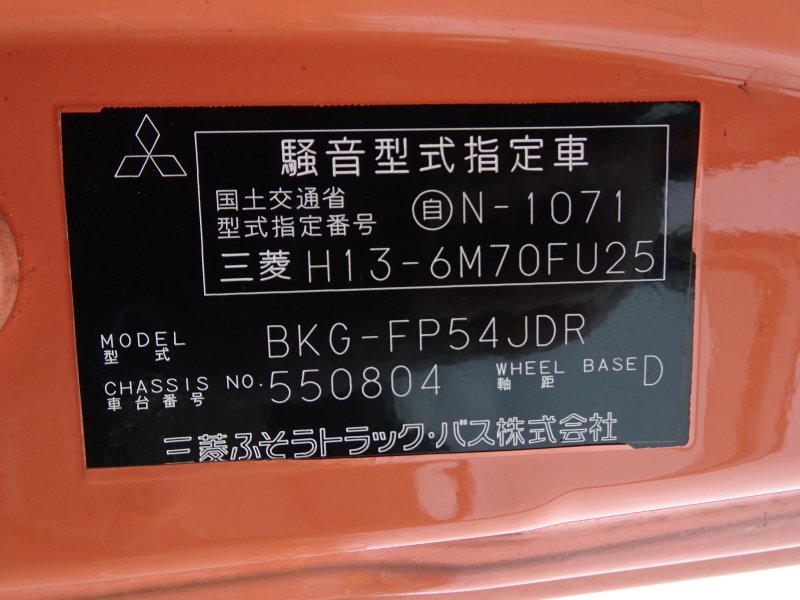 騒音型式指定車
国土交通省
型式指定番号 自N-1071
三菱 H13-6M70FU25
MODEL
型式 BKG-FP54JDR
CHASSIS NO.
車台番号 550804 WHEEL BASE
軸距 D
三菱ふそうトラック・バス株式会社